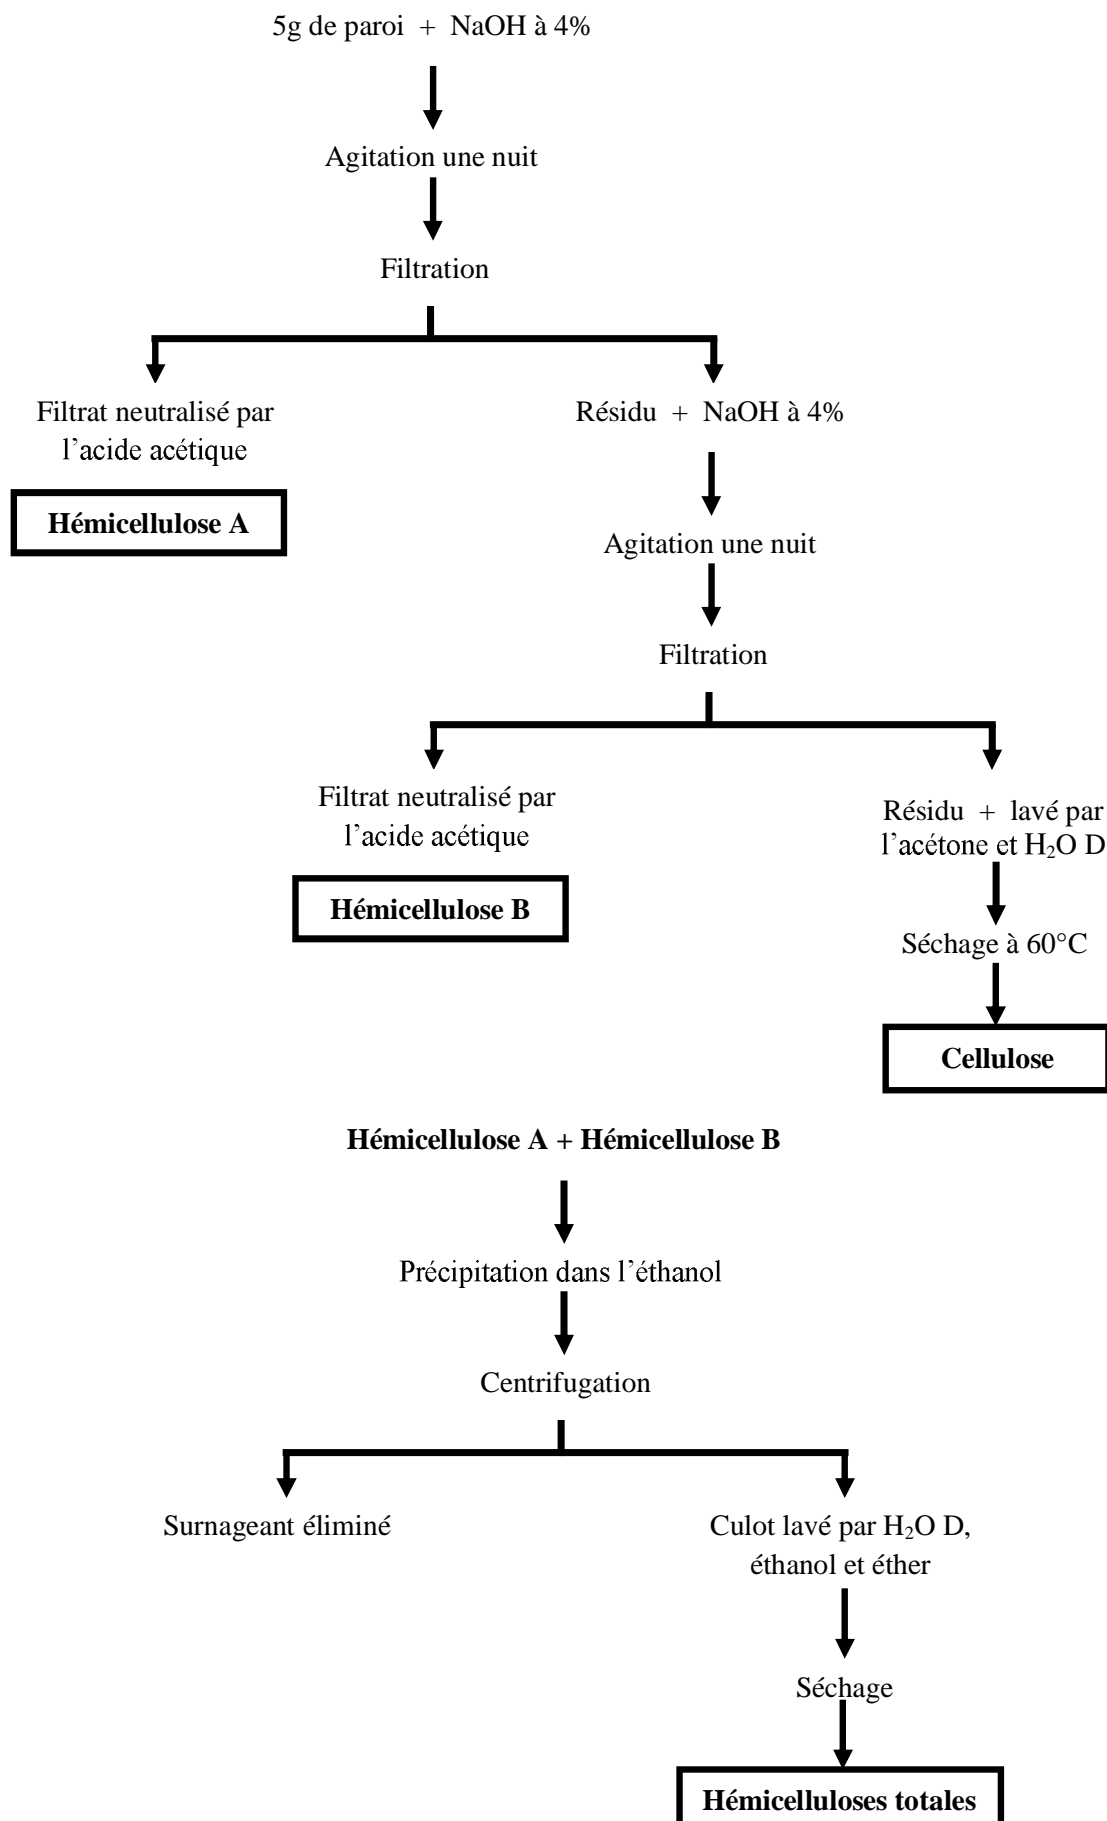 5g de paroi + NaOH à 4%
Agitation une nuit
Filtration
Filtrat neutralisé par
l'acide acétique
Hémicellulose A
Résidu + NaOH à 4%
Agitation une nuit
Filtration
Filtrat neutralisé par
l'acide acétique
Hémicellulose B
Résidu + lavé par
l'acétone et H₂O D
Séchage à 60°C
Cellulose
Hémicellulose A + Hémicellulose B
Précipitation dans l'éthanol
Centrifugation
Surnageant éliminé
Culot lavé par H₂O D,
éthanol et éther
Séchage
Hémicelluloses totales